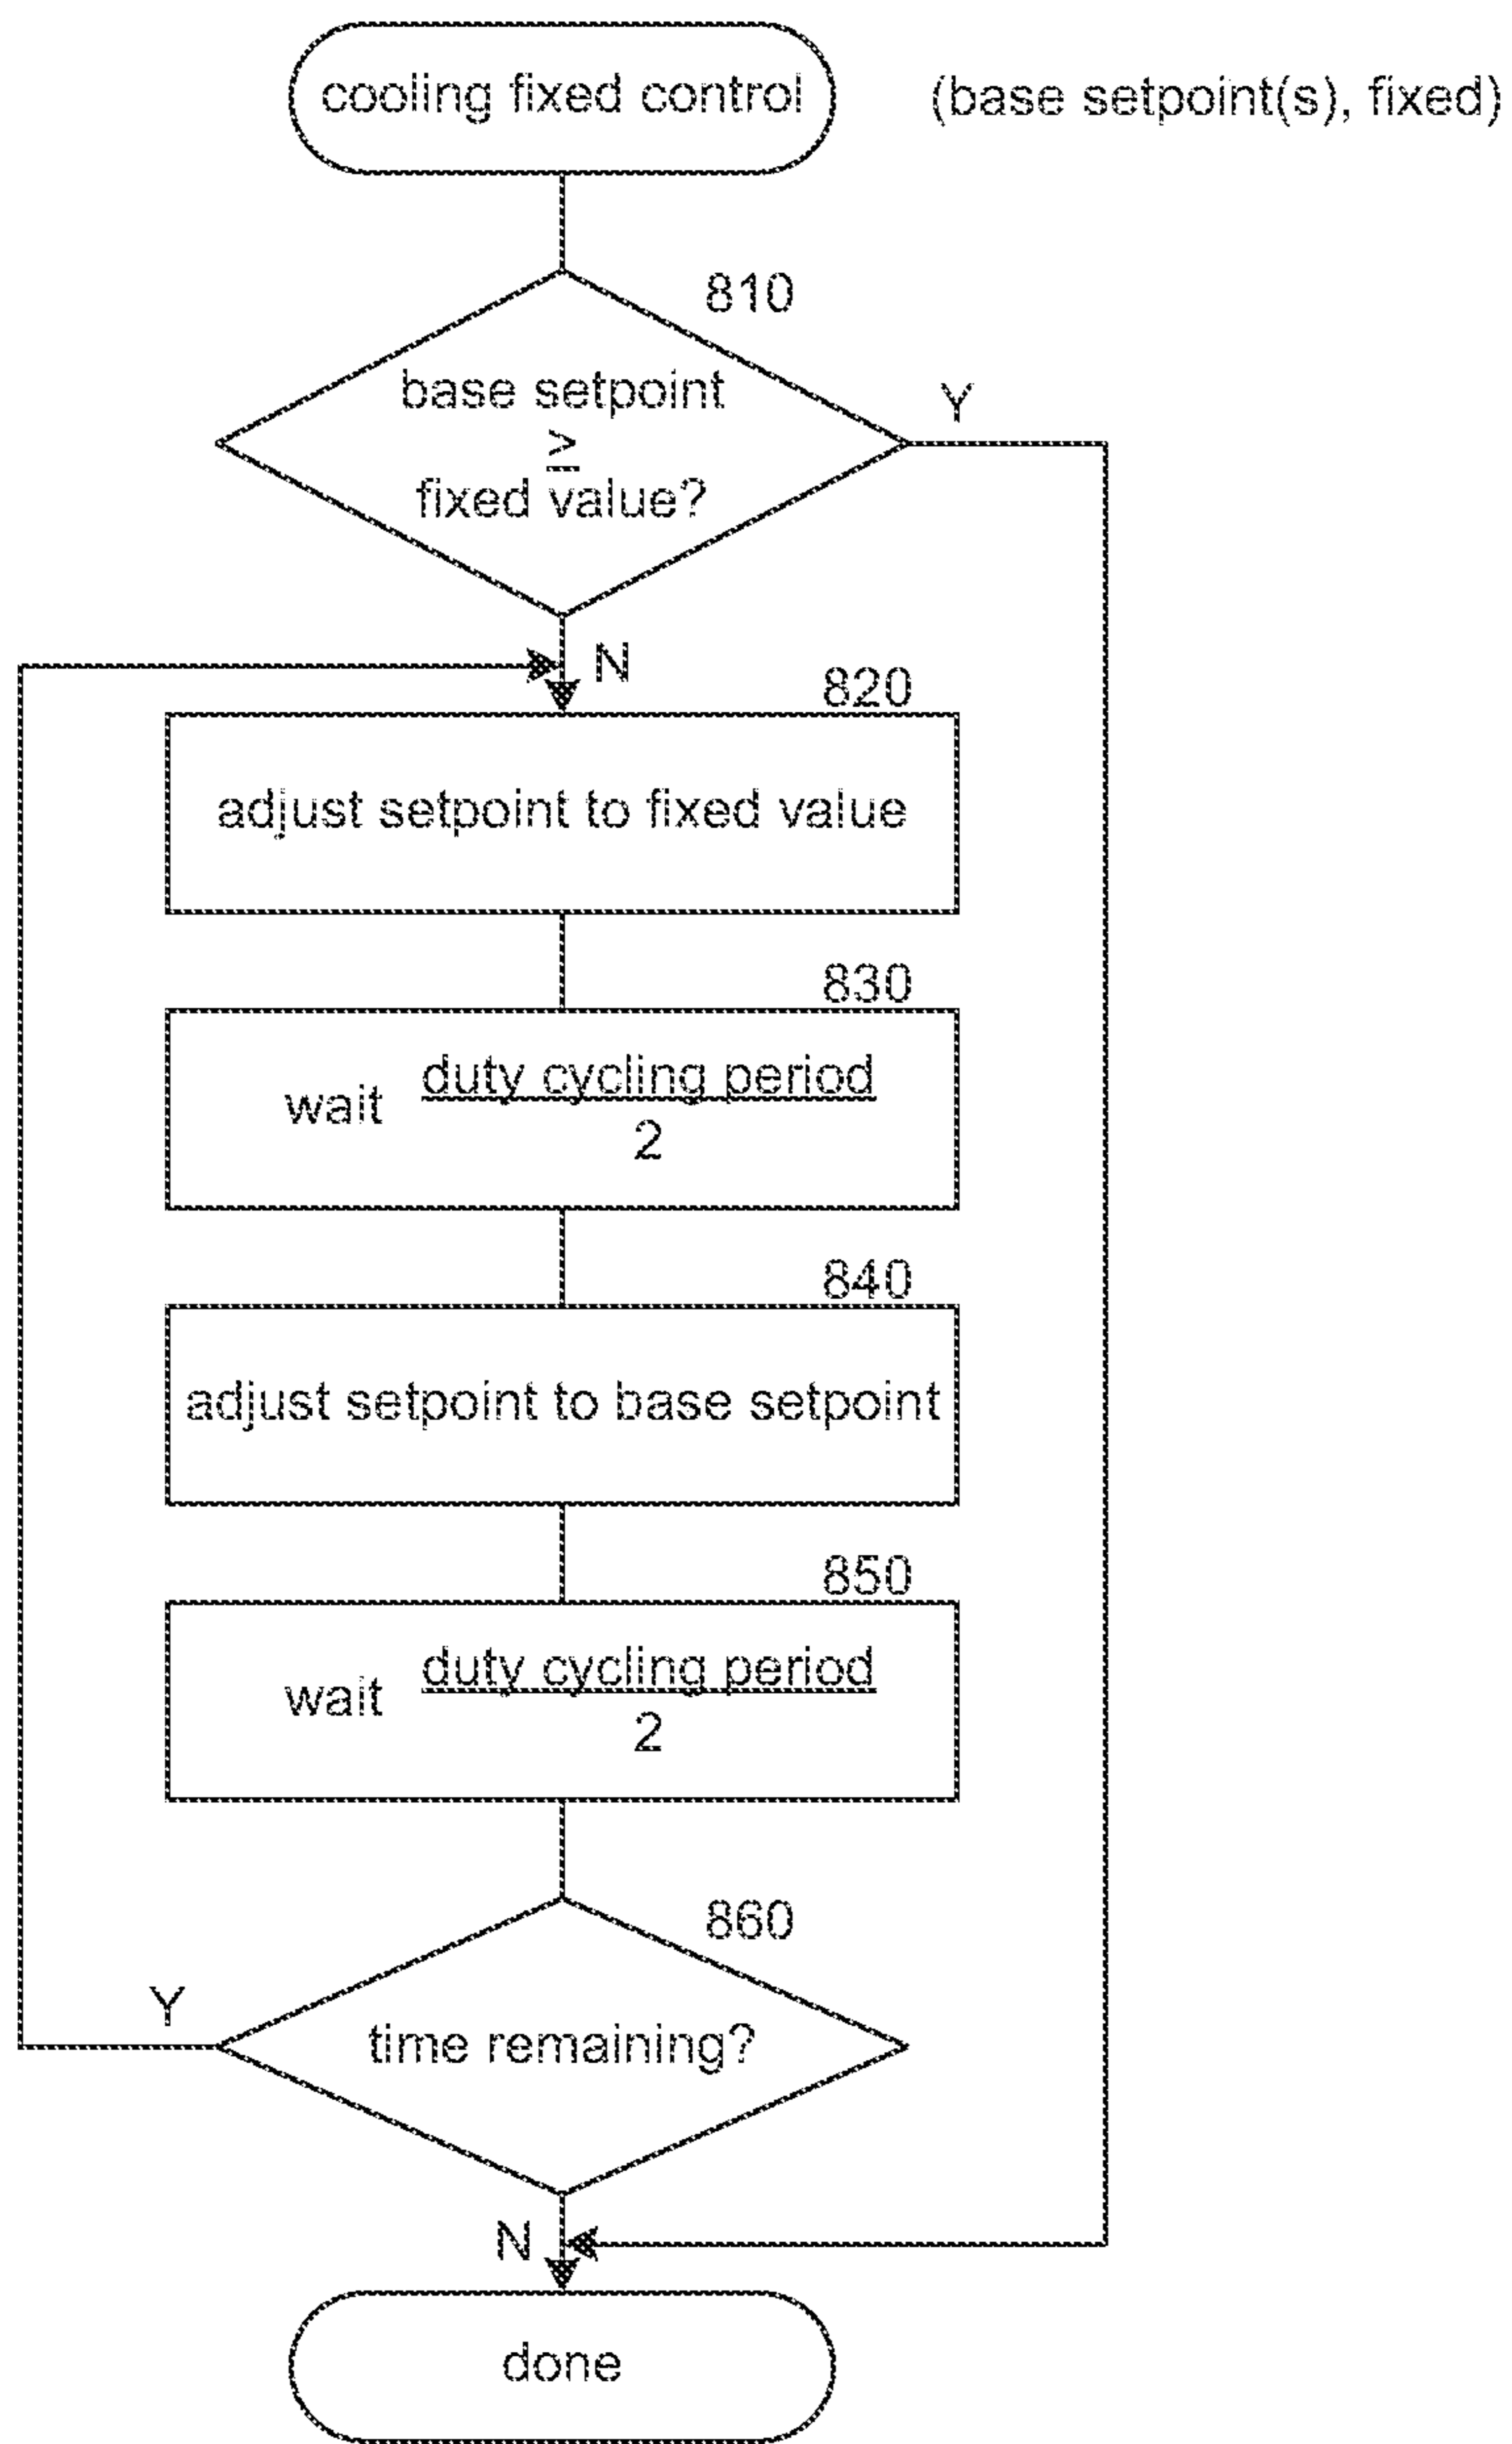 cooling fixed control
(base setpoint(s), fixed)
810
base setpoint
≥
fixed value?
Y
N
820
adjust setpoint to fixed value
830
wait duty cycling period
2
840
adjust setpoint to base setpoint
850
wait duty cycling period
2
860
Y
time remaining?
N
done